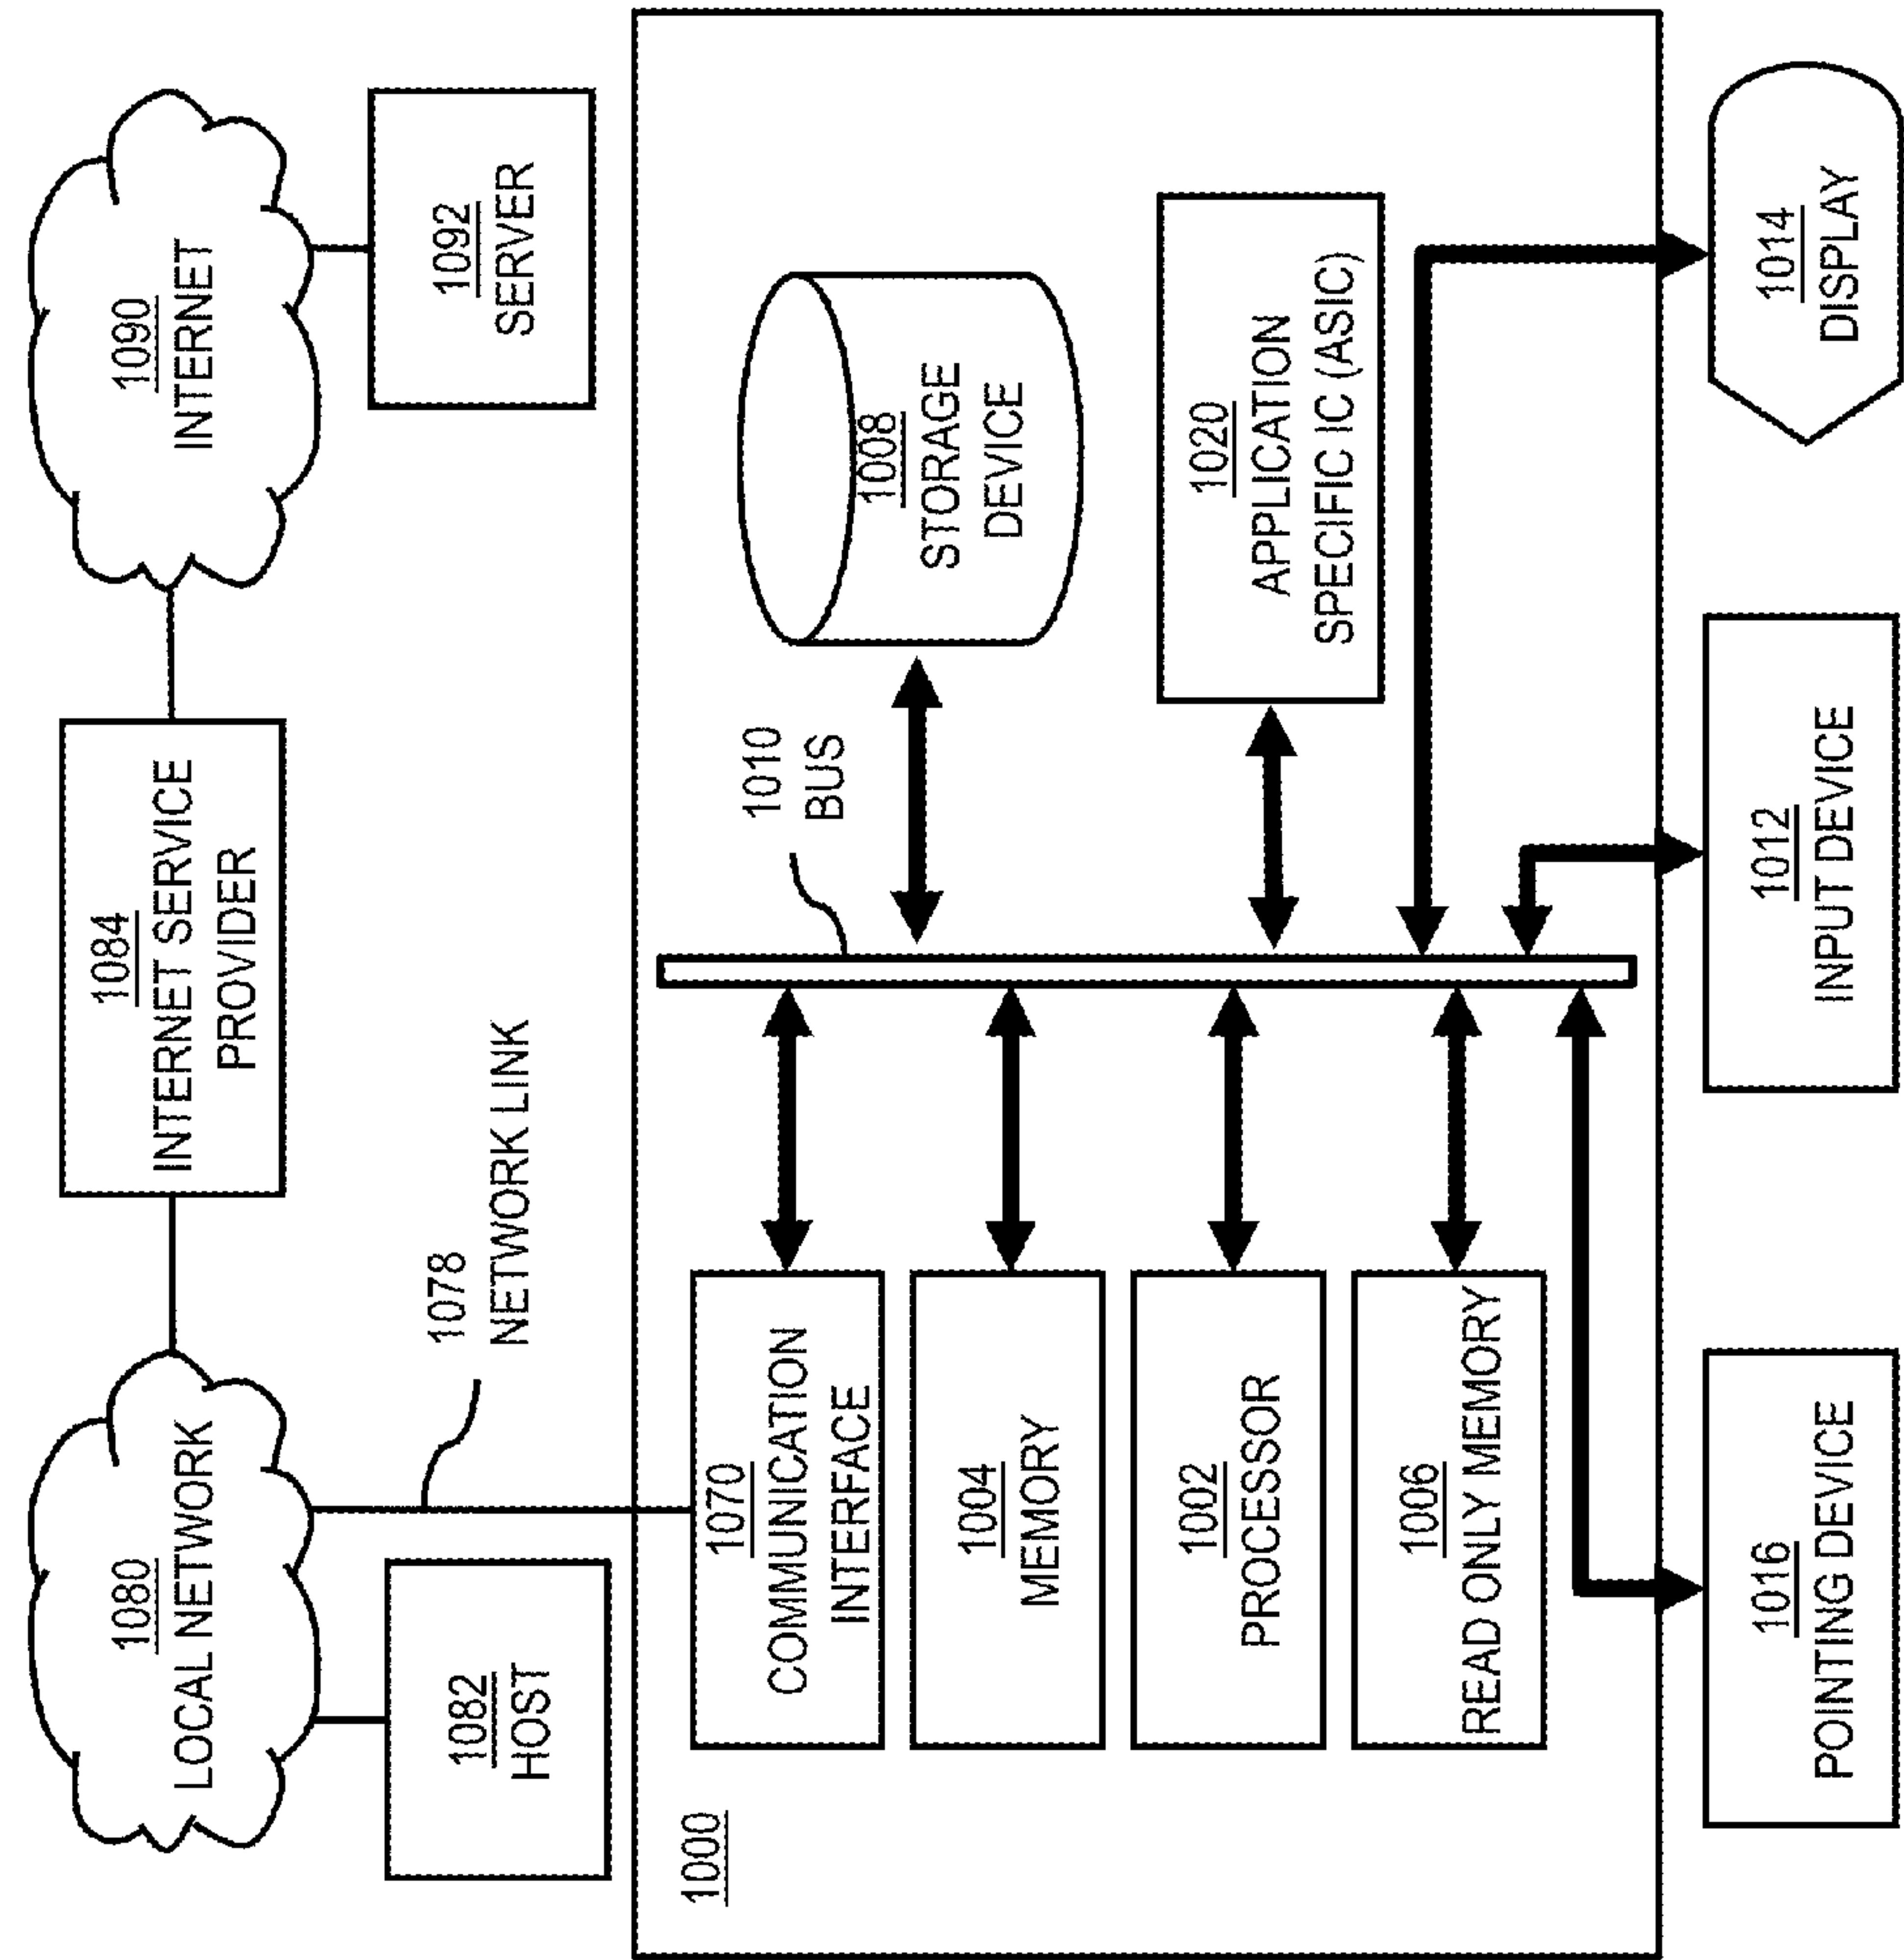 1080
LOCAL NETWORK
1084
INTERNET SERVICE
PROVIDER
1090
INTERNET
1082
HOST
1078
NETWORK LINK
1092
SERVER
1000
1070
COMMUNICATION
INTERFACE
1010
BUS
1008
STORAGE
DEVICE
1004
MEMORY
1002
PROCESSOR
1020
APPLICATION
SPECIFIC IC (ASIC)
1006
READ ONLY MEMORY
1016
POINTING DEVICE
1012
INPUT DEVICE
1014
DISPLAY